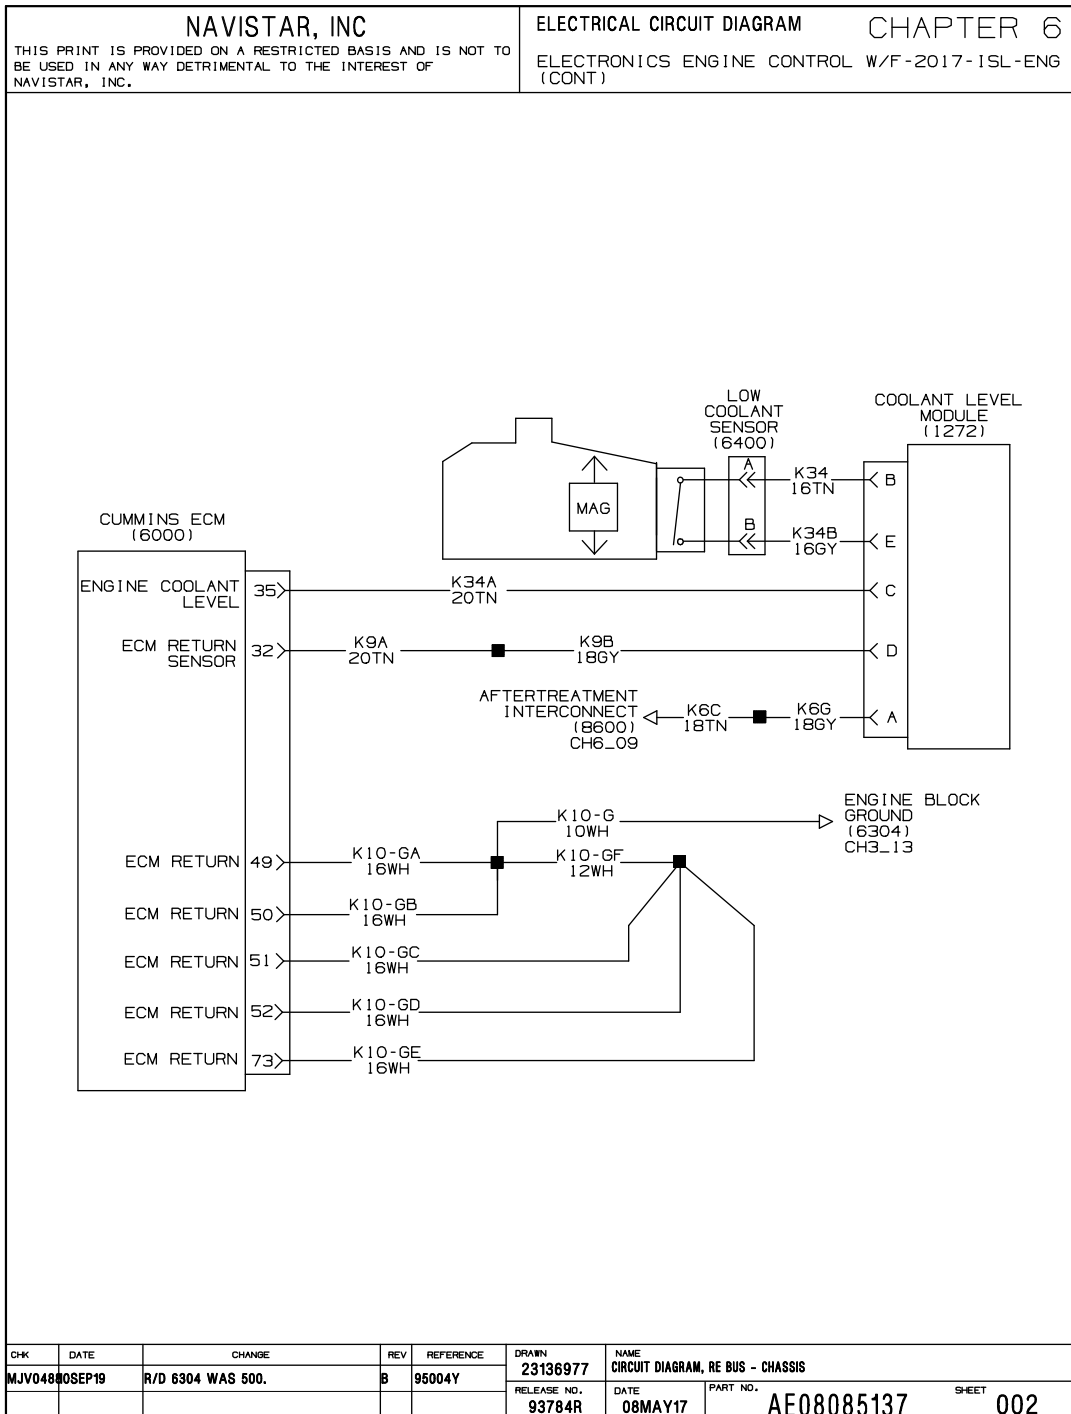 NAVISTAR, INC
THIS PRINT IS PROVIDED ON A RESTRICTED BASIS AND IS NOT TO
BE USED IN ANY WAY DETRIMENTAL TO THE INTEREST OF
NAVISTAR, INC.
ELECTRICAL CIRCUIT DIAGRAM
CHAPTER 6
ELECTRONICS ENGINE CONTROL W/F-2017-ISL-ENG
(CONT)
LOW
COOLANT
SENSOR
(6400)
COOLANT LEVEL
MODULE
(1272)
MAG
A
K34
16TN
B
B
K34B
16GY
E
CUMMINS ECM
(6000)
ENGINE COOLANT
LEVEL
35
K34A
20TN
C
ECM RETURN
SENSOR
32
K9A
20TN
K9B
18GY
D
AFTERTREATMENT
INTERCONNECT
(8600)
CH6_09
K6C
18TN
K6G
18GY
A
K10-G
10WH
ENGINE BLOCK
GROUND
(6304)
CH3_13
ECM RETURN
49
K10-GA
16WH
K10-GF
12WH
ECM RETURN
50
K10-GB
16WH
ECM RETURN
51
K10-GC
16WH
ECM RETURN
52
K10-GD
16WH
ECM RETURN
73
K10-GE
16WH
CHK
DATE
CHANGE
REV
REFERENCE
R/D 6304 WAS 500.
B
95004Y
DRAWN
23136977
NAME
CIRCUIT DIAGRAM, RE BUS - CHASSIS
RELEASE NO.
93784R
DATE
08MAY17
PART NO.
AE08085137
SHEET
002